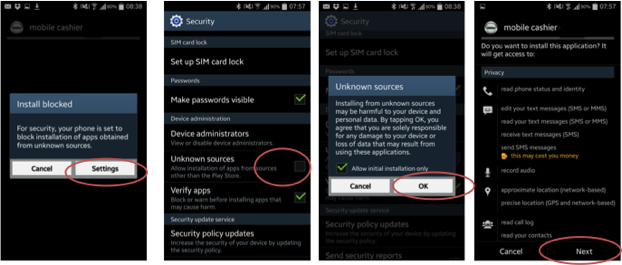 90% 08:38
mobile cashier
Install blocked
For security, your phone is set to
block installation of apps obtained
from unknown sources.
Cancel
Settings
90% 07:57
Security
SIM card lock
Set up SIM card lock
Passwords
Make passwords visible
Device administration
Device administrators
View or disable device administrators.
Unknown sources
Allow installation of apps from sources
other than the Play Store.
Verify apps
Block or warn before installing apps that
may cause harm.
Security update service
Security policy updates
Increase the security of your device by updating
the security policy.
90% 08:38
Security
SIM card lock
Set up SIM card lock
Passwords
Unknown sources
Installing from unknown sources
may be harmful to your device and
personal data. By tapping OK, you
agree that you are solely responsible
for any damage to your device or
loss of data that may result from
using these applications.
Allow initial installation only
Cancel
OK
may cause harm.
Security update service
Security policy updates
Increase the security of your device by updating
the security policy.
Send security reports
90% 07:57
mobile cashier
Do you want to install this application? It
will get access to:
Privacy
read phone status and identity
edit your text messages (SMS or MMS)
read your text messages (SMS or MMS)
receive text messages (SMS)
send SMS messages
this may cost you money
record audio
approximate location (network-based)
precise location (GPS and network-based)
read call log
read your contacts
Cancel
Next